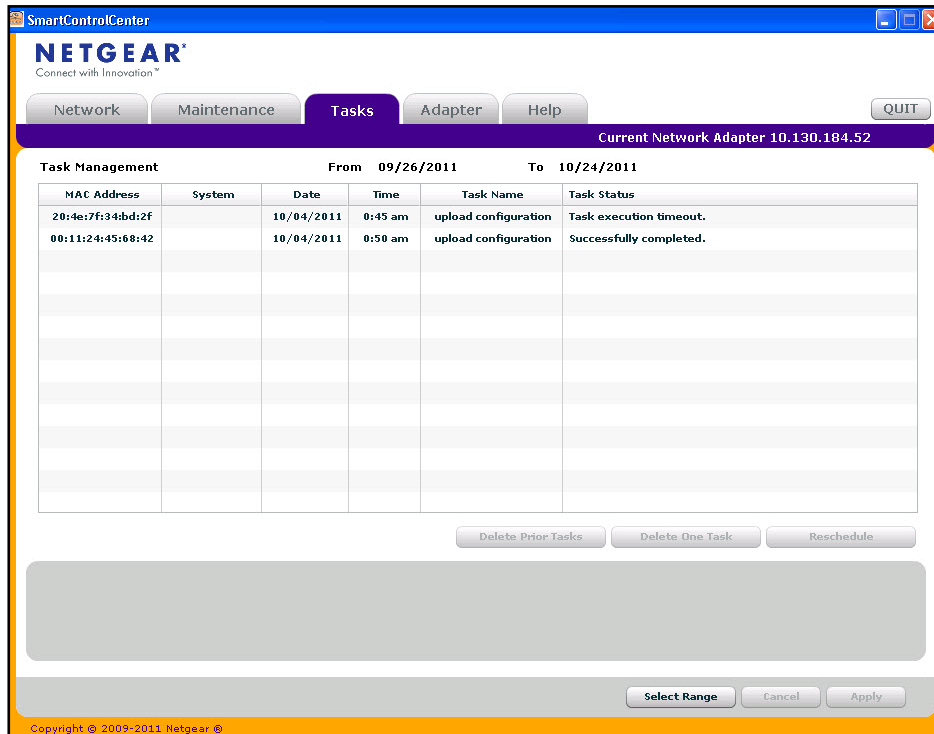 SmartControlCenter
NETGEAR®
Connect with Innovation™
Network Maintenance Tasks Adapter Help QUIT
Current Network Adapter 10.130.184.52
Task Management From 09/26/2011 To 10/24/2011
MAC Address System Date Time Task Name Task Status
20:4e:7f:34:bd:2f 10/04/2011 0:45 am upload configuration Task execution timeout.
00:11:24:45:68:42 10/04/2011 0:50 am upload configuration Successfully completed.
Delete Prior Tasks Delete One Task Reschedule
Select Range Cancel Apply
Copyright © 2009-2011 Netgear ®